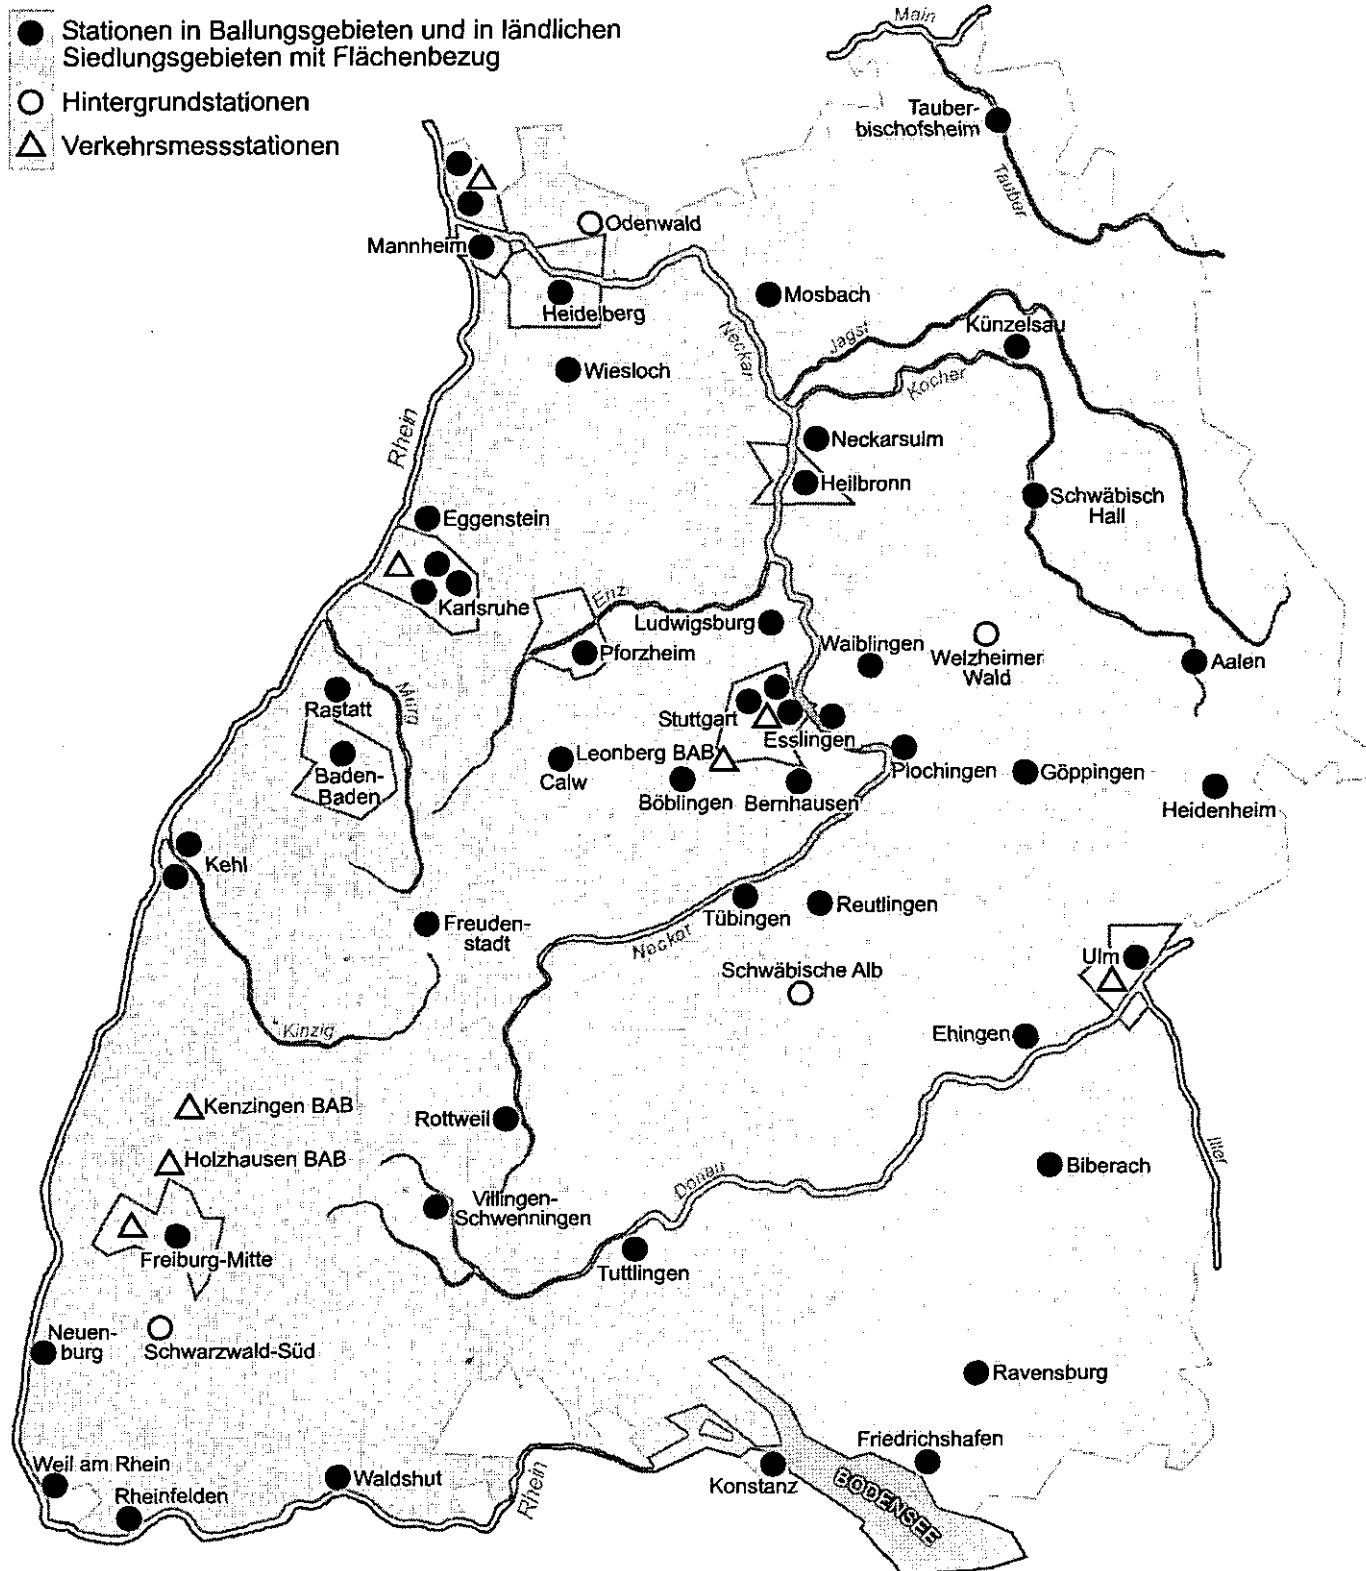 Stationen in Ballungsgebieten und in ländlichen
Siedlungsgebieten mit Flächenbezug
Hintergrundstationen
Verkehrsmessstationen
Main
Tauber-
bischofsheim
Tauber
Odenwald
Mannheim
Heidelberg
Mosbach
Neckar
Jagst
Künzelsau
Kocher
Wiesloch
Rhein
Neckarsulm
Heilbronn
Schwäbisch
Hall
Eggenstein
Karlsruhe
Enz
Ludwigsburg
Pforzheim
Waiblingen
Welzheimer
Wald
Aalen
Murg
Rastatt
Stuttgart
Esslingen
Leonberg BAB
Calw
Böblingen
Bernhausen
Plochingen
Göppingen
Heidenheim
Baden-
Baden
Kehl
Freuden-
stadt
Tübingen
Reutlingen
Neckar
Schwäbische Alb
Ulm
Kinzig
Ehingen
Kenzingen BAB
Rottweil
Holzhausen BAB
Donau
Biberach
Iller
Villingen-
Schwenningen
Freiburg-Mitte
Tuttlingen
Neuen-
burg
Schwarzwald-Süd
Ravensburg
Friedrichshafen
Weil am Rhein
Waldshut
Rhein
Konstanz
BODENSEE
Rheinfelden